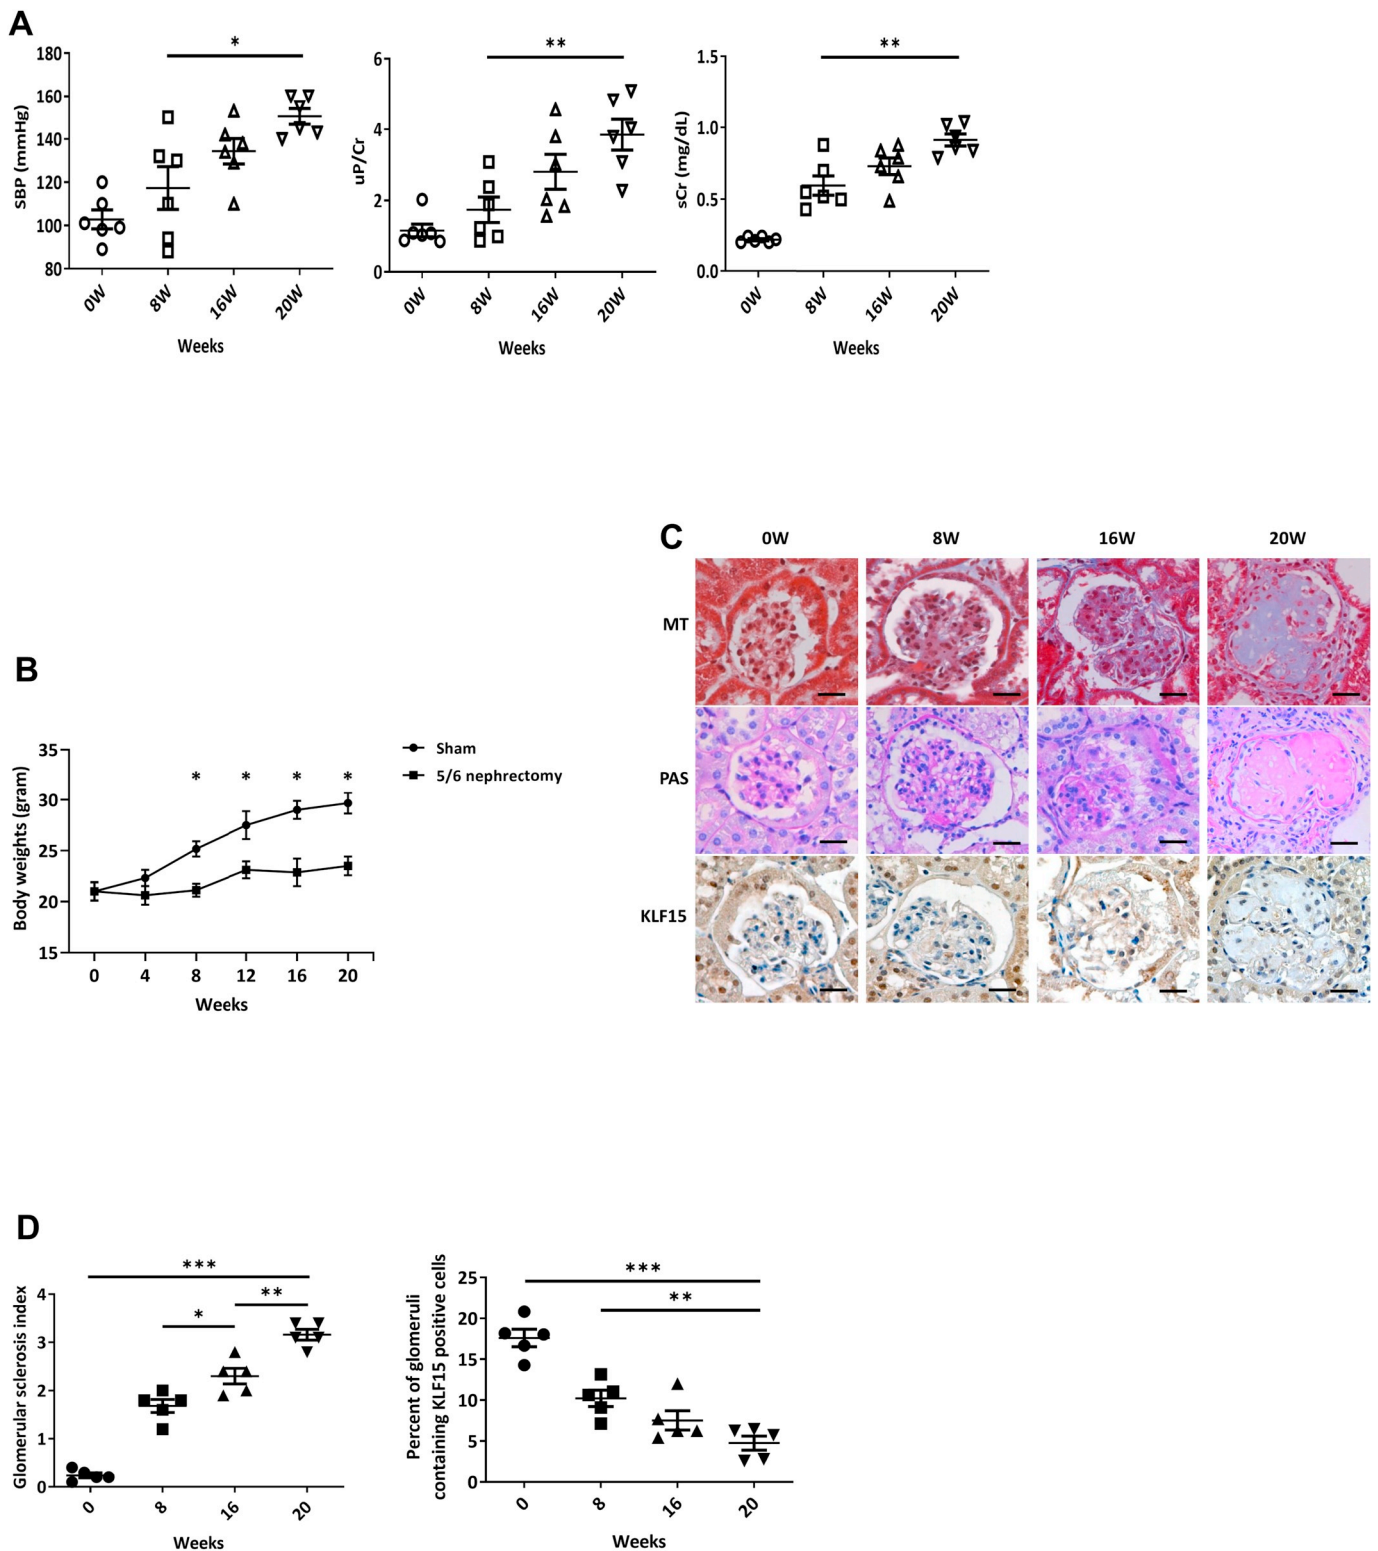 A
SBP (mmHg)
180
160
140
120
100
80
*
0W
8W
16W
20W
Weeks
uP/Cr
6
4
2
0
**
0W
8W
16W
20W
Weeks
sCr (mg/dL)
1.5
1.0
0.5
0.0
**
0W
8W
16W
20W
Weeks
B
Body weights (gram)
35
30
25
20
15
* * * *
0 4 8 12 16 20
Weeks
Sham
5/6 nephrectomy
C
0W 8W 16W 20W
MT
PAS
KLF15
D
Glomerular sclerosis index
4
3
2
1
0
***
**
*
0 8 16 20
Weeks
Percent of glomeruli
containing KLF15 positive cells
25
20
15
10
5
0
***
**
0 8 16 20
Weeks